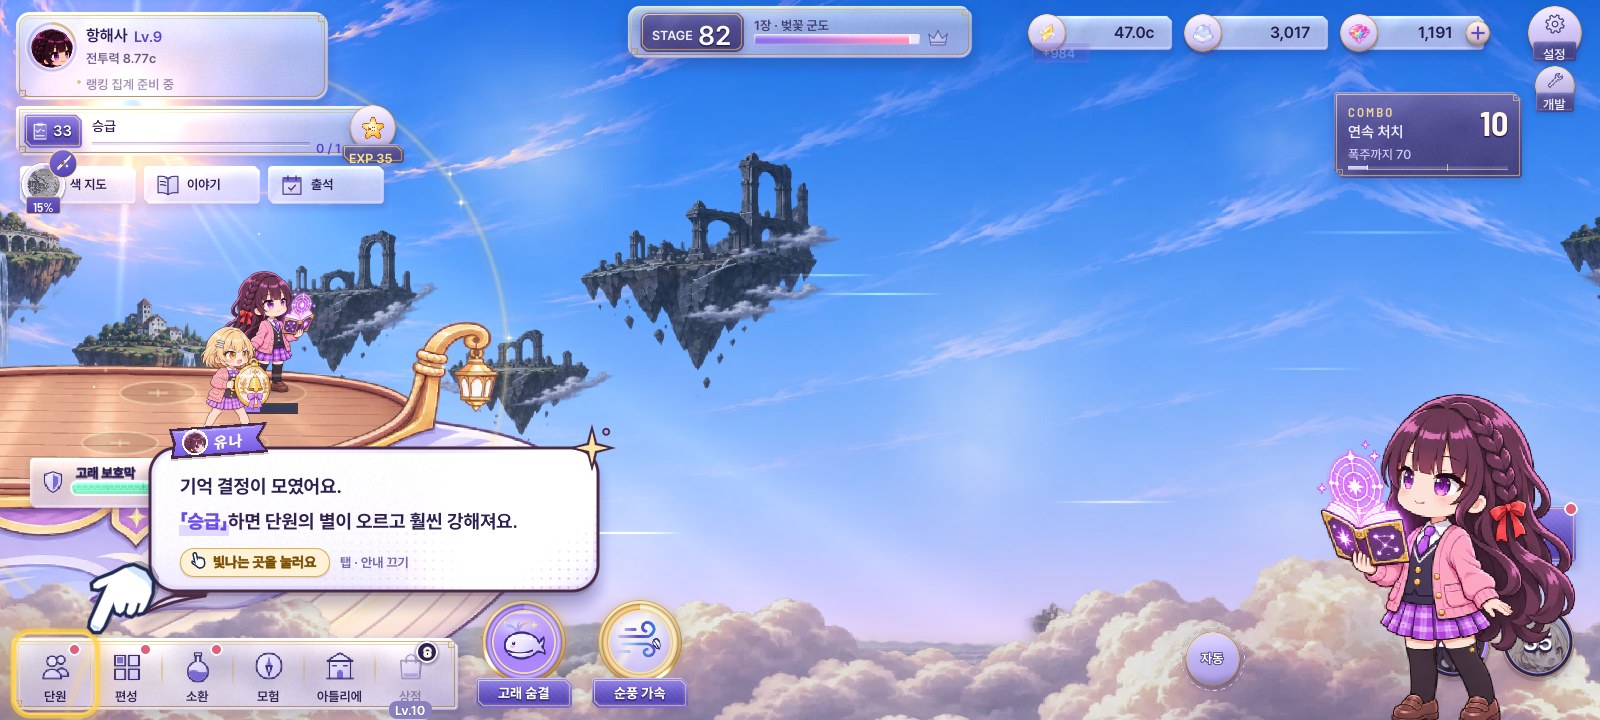 항해사 Lv.9
전투력 8.77c
랭킹 집계 준비 중
STAGE 82
1장 · 벚꽃 군도
47.0c
+984
3,017
1,191
설정
개발
33 승급
0 / 1
EXP 35
색 지도
15%
이야기
출석
COMBO
연속 처치
10
폭주까지 70
고래 보호막
유나
기억 결정이 모였어요.
「승급」하면 단원의 별이 오르고 훨씬 강해져요.
빛나는 곳을 눌러요
탭 · 안내 끄기
단원
편성
소환
모험
아틀리에
상점
Lv.10
고래 숨결
순풍 가속
자동